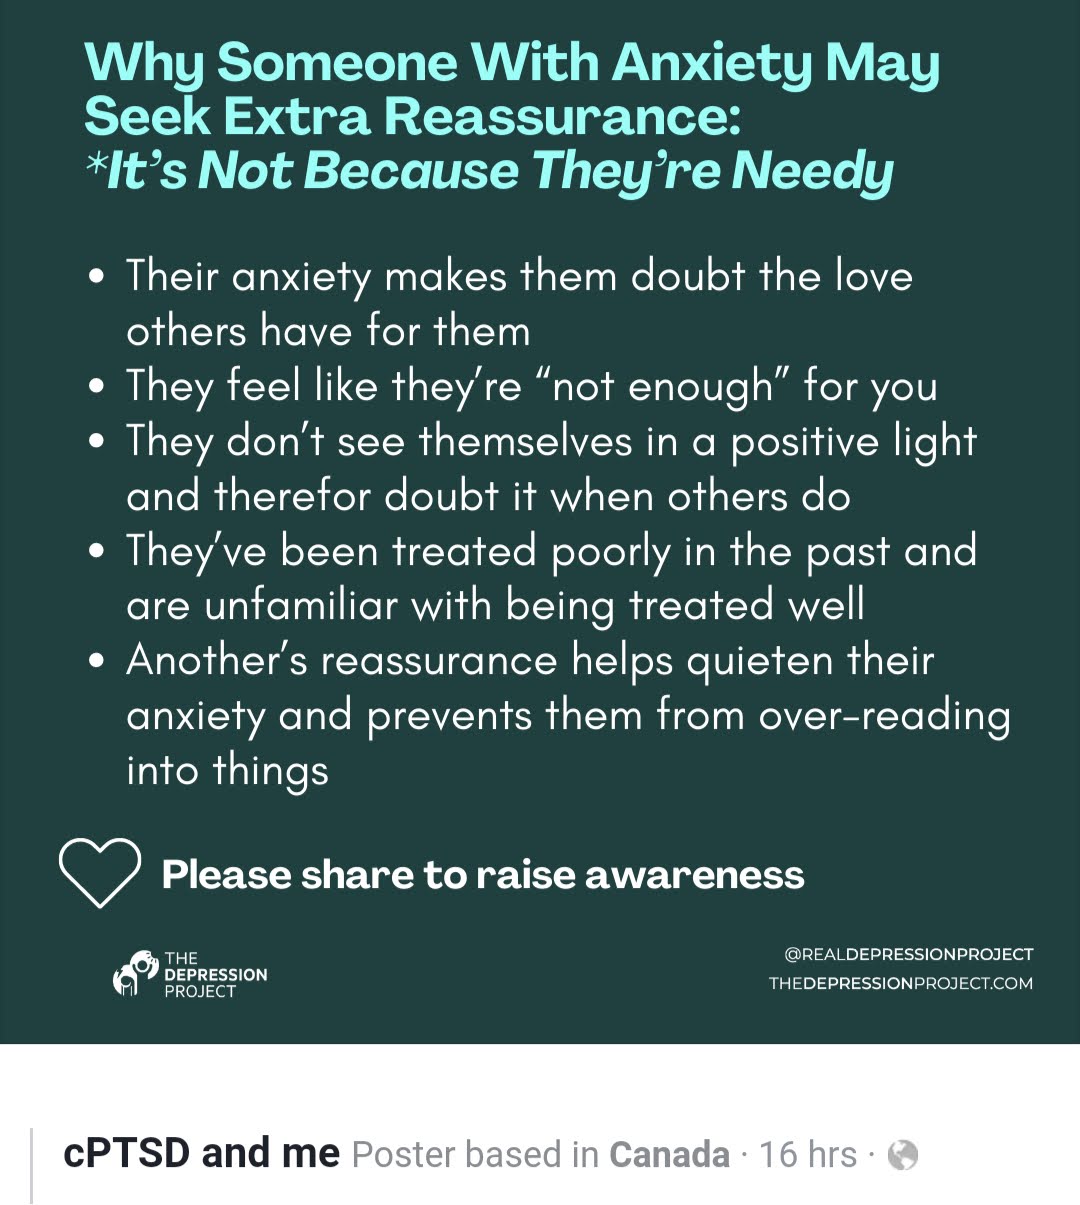 Why Someone With Anxiety May
Seek Extra Reassurance:
*It’s Not Because They’re Needy
• Their anxiety makes them doubt the love
others have for them
• They feel like they’re “not enough” for you
• They don’t see themselves in a positive light
and therefor doubt it when others do
• They’ve been treated poorly in the past and
are unfamiliar with being treated well
• Another’s reassurance helps quieten their
anxiety and prevents them from over-reading
into things
Please share to raise awareness
THE
DEPRESSION
PROJECT
@REALDEPRESSIONPROJECT
THEDEPRESSIONPROJECT.COM
cPTSD and me Poster based in Canada · 16 hrs ·